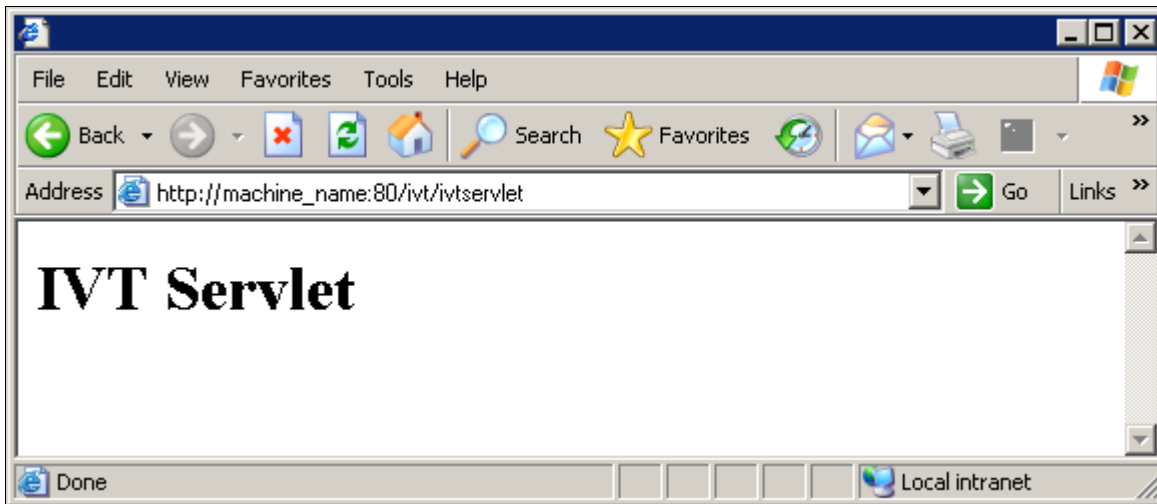 File Edit View Favorites Tools Help
Back Search Favorites »
Address http://machine_name:80/ivt/ivtservlet Go Links »
IVT Servlet
Done Local intranet